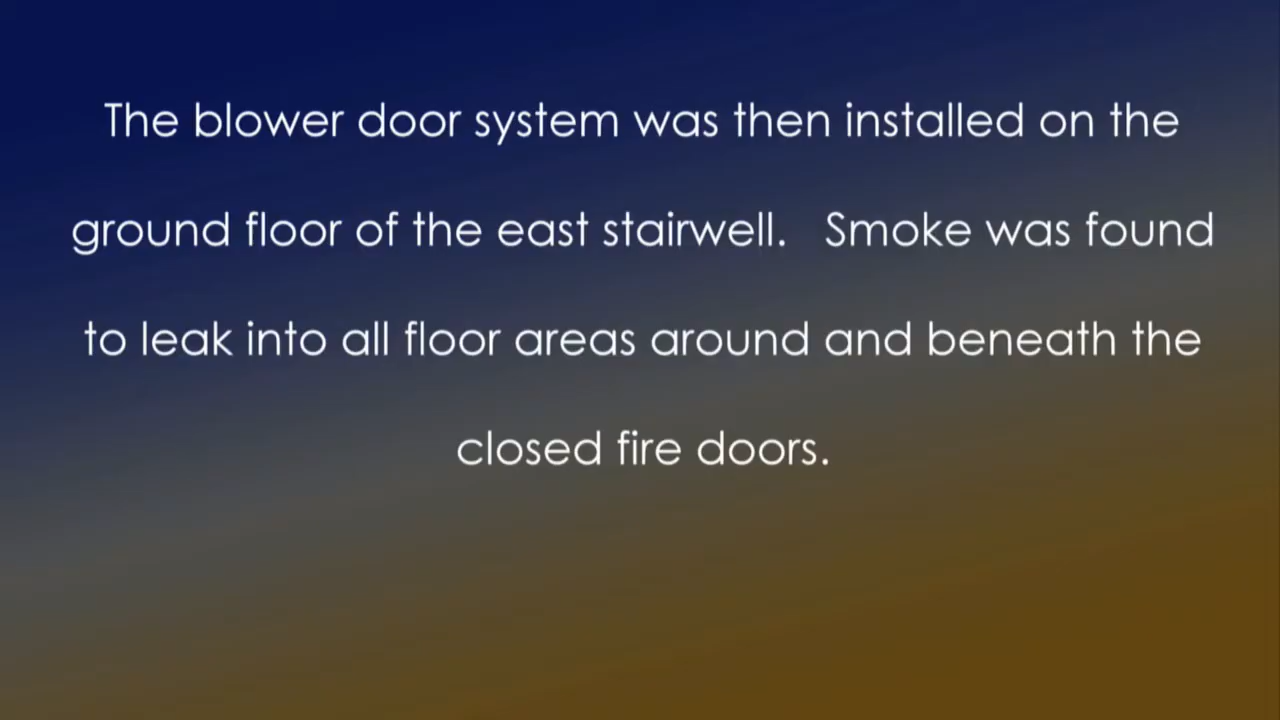 The blower door system was then installed on the
ground floor of the east stairwell.   Smoke was found
to leak into all floor areas around and beneath the
closed fire doors.